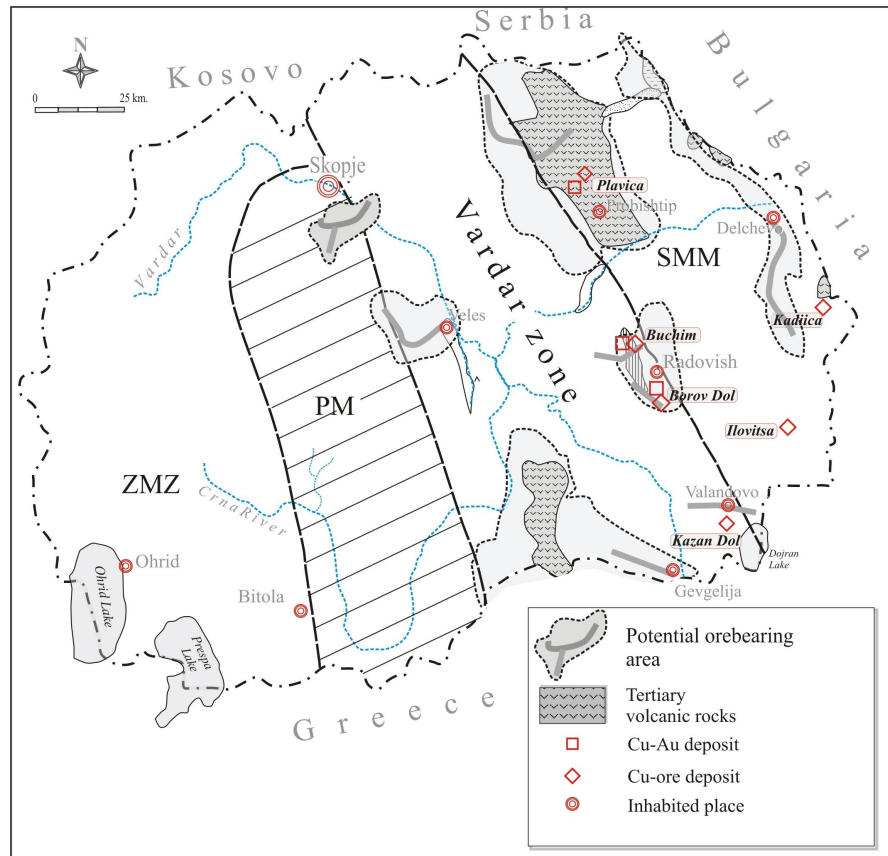 Serbia
Bulgaria
Kosovo
N
0 25 km.
Skopje
Vardar
Plavica
Probishtip
Delchevo
Vardar zone
SMM
Kadiica
Veles
Buchim
Radovish
PM
Borov Dol
Ilovitsa
ZMZ
Crna River
Valandovo
Kazan Dol
Dojran
Lake
Ohrid
Ohrid Lake
Gevgelija
Bitola
Prespa
Lake
Greece
Potential orebearing
area
Tertiary
volcanic rocks
Cu-Au deposit
Cu-ore deposit
Inhabited place